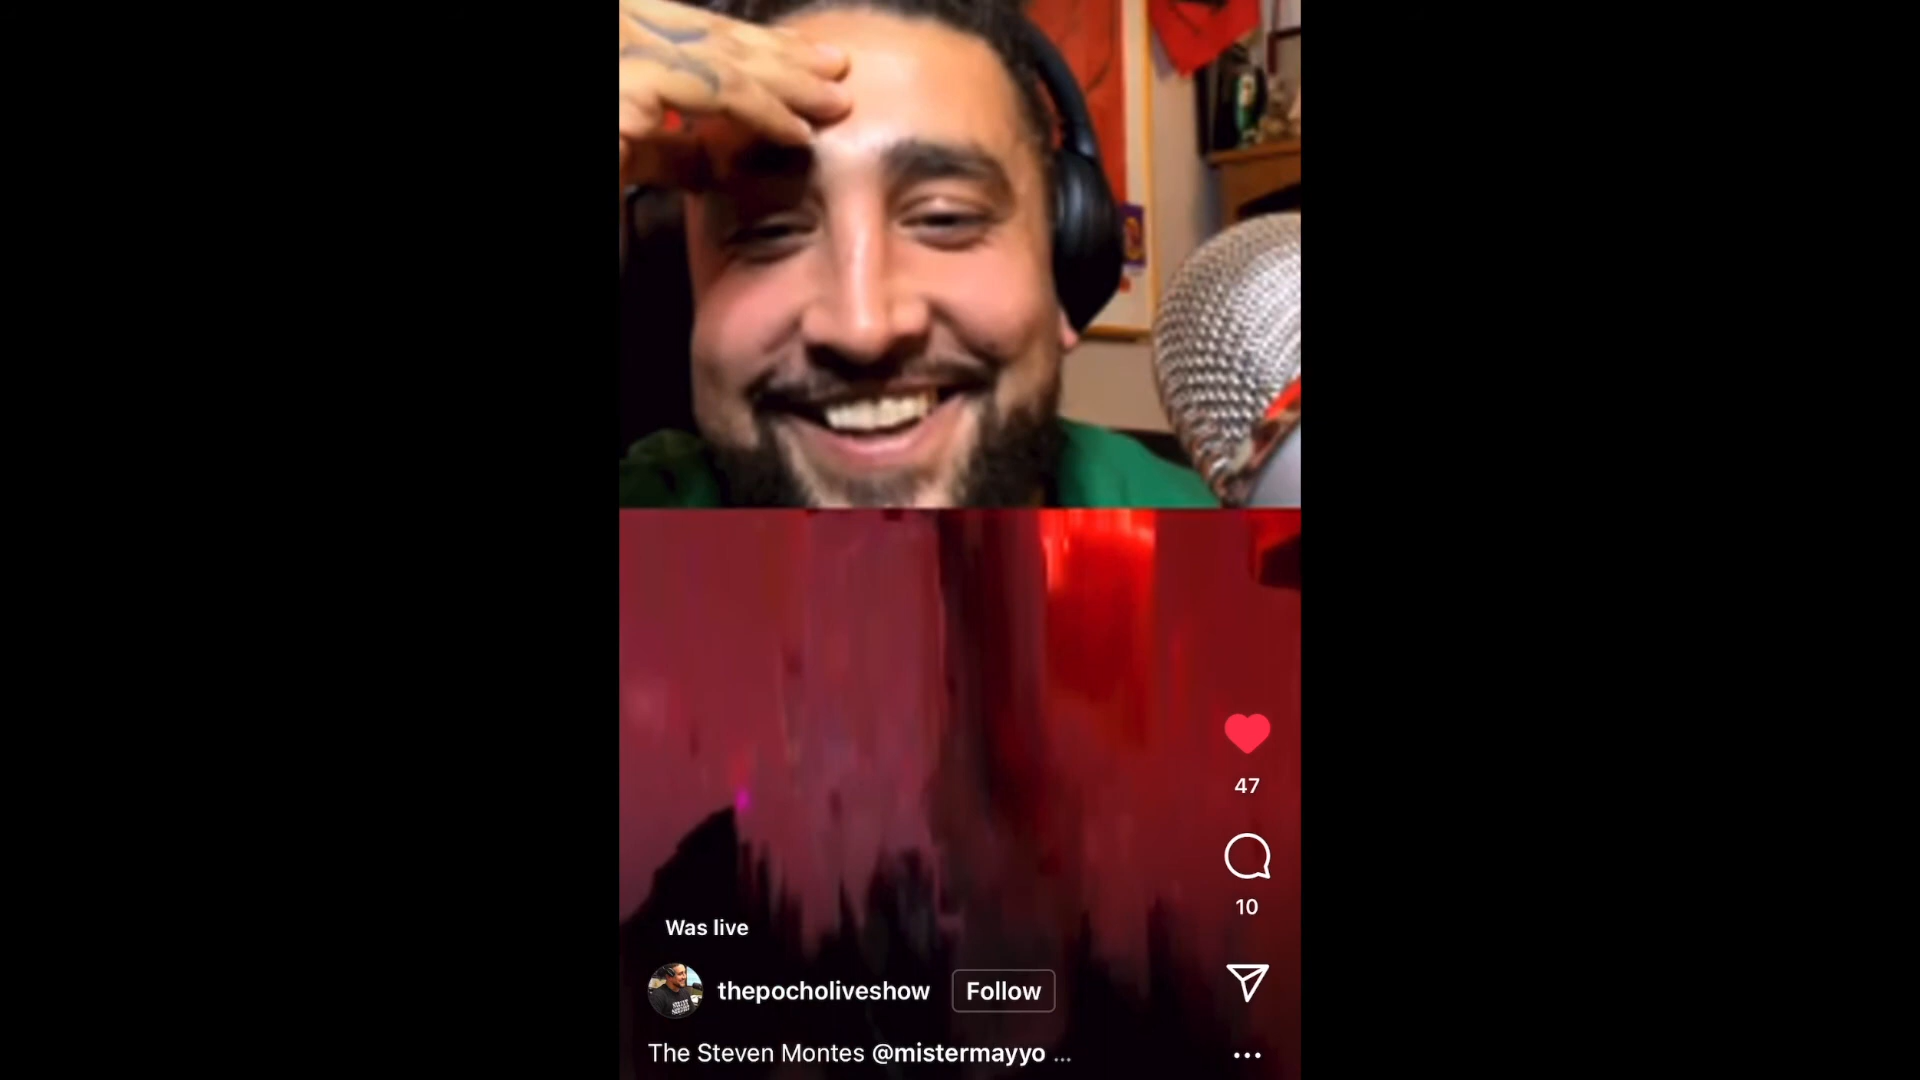 47
10
Was live
thepocholiveshow Follow
The Steven Montes @mistermayyo ...